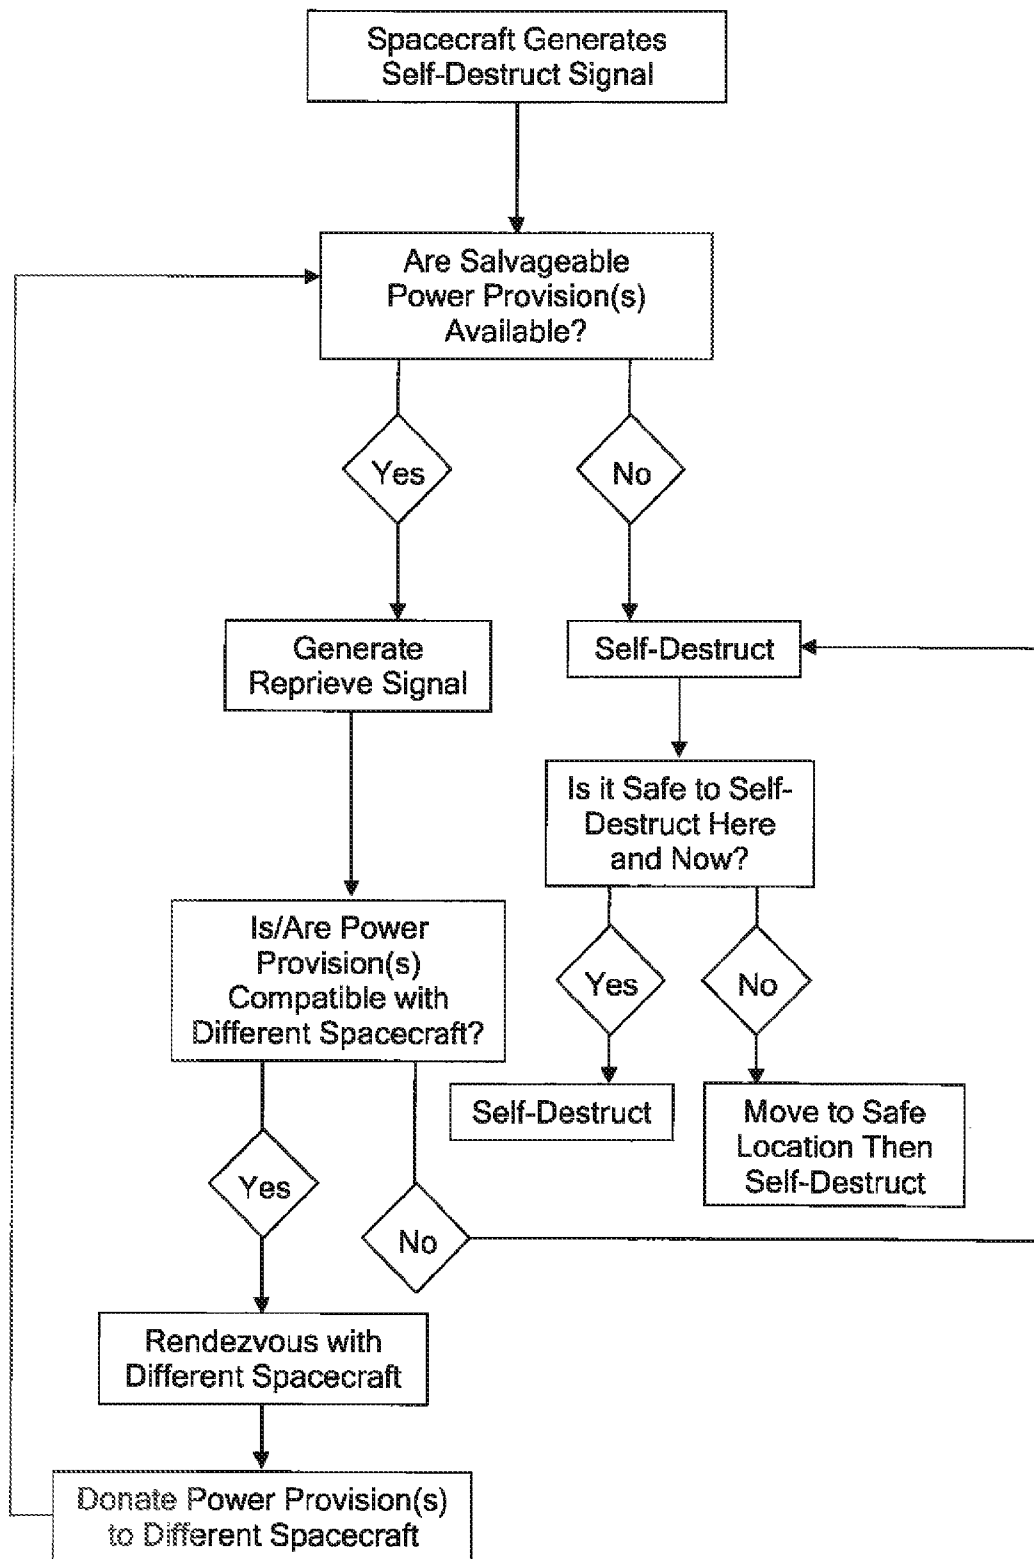 Spacecraft Generates
Self-Destruct Signal
Are Salvageable
Power Provision(s)
Available?
Yes
No
Generate
Reprieve Signal
Self-Destruct
Is it Safe to Self-
Destruct Here
and Now?
Is/Are Power
Provision(s)
Compatible with
Different Spacecraft?
Yes
No
Self-Destruct
Move to Safe
Location Then
Self-Destruct
Yes
No
Rendezvous with
Different Spacecraft
Donate Power Provision(s)
to Different Spacecraft